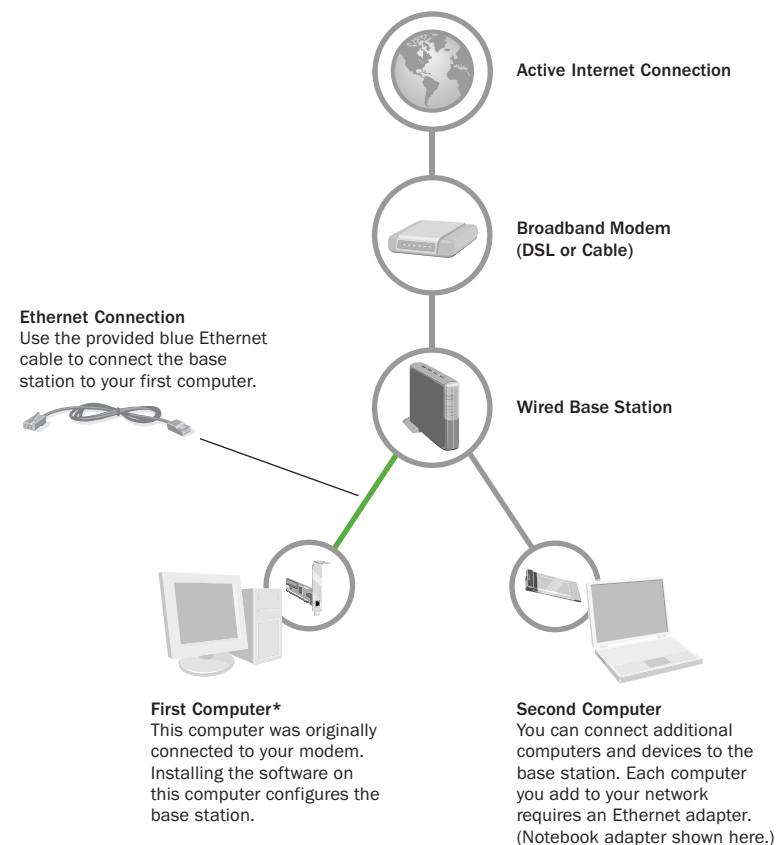 Active Internet Connection
Broadband Modem
(DSL or Cable)
Ethernet Connection
Use the provided blue Ethernet
cable to connect the base
station to your first computer.
Wired Base Station
First Computer*
This computer was originally
connected to your modem.
Installing the software on
this computer configures the
base station.
Second Computer
You can connect additional
computers and devices to the
base station. Each computer
you add to your network
requires an Ethernet adapter.
(Notebook adapter shown here.)